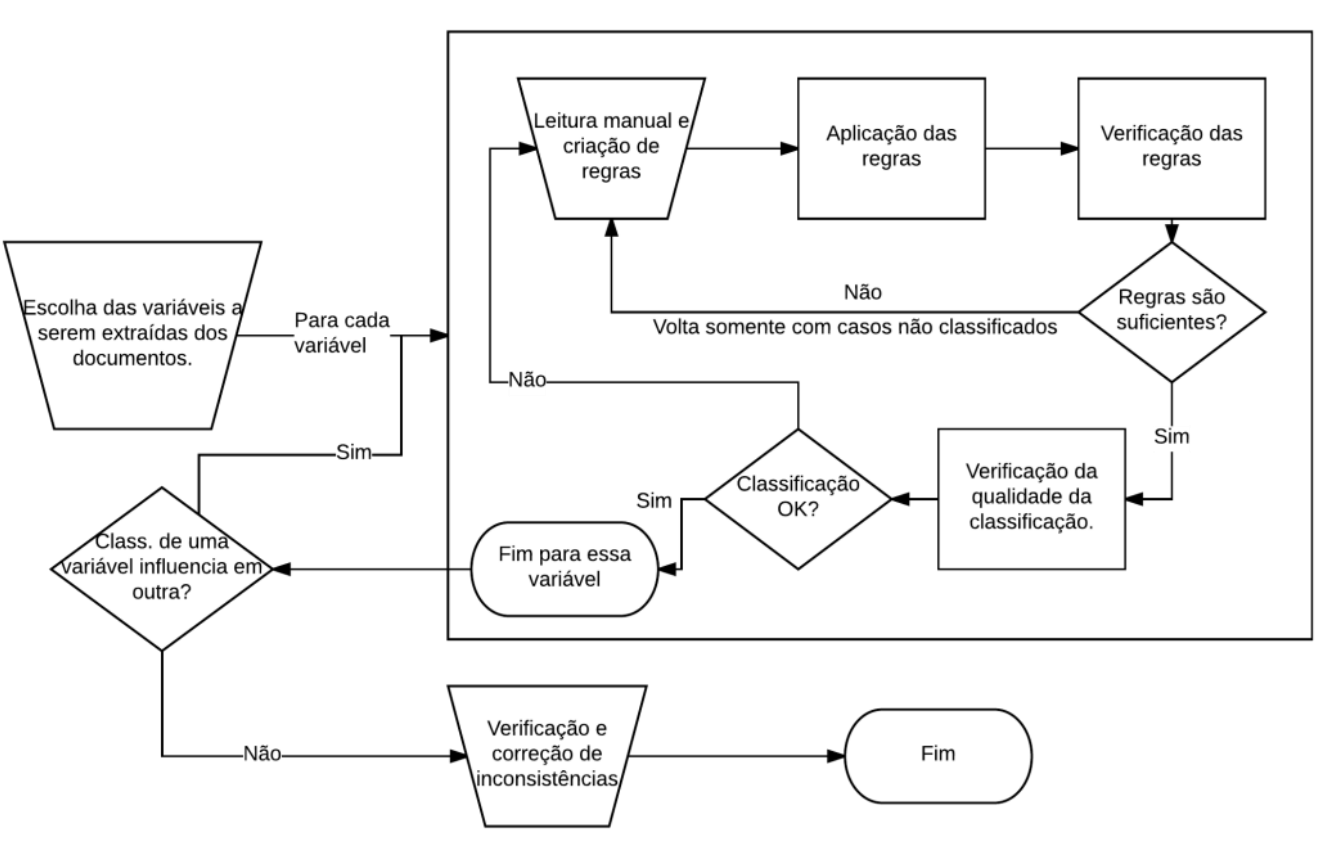 Leitura manual e
criação de
regras
Aplicação das
regras
Verificação das
regras
Escolha das variáveis a
serem extraídas dos
documentos.
Para cada
variável
Não
Volta somente com casos não classificados
Regras são
suficientes?
Não
Sim
Sim
Classificação
OK?
Verificação da
qualidade da
classificação.
Sim
Fim para essa
variável
Class. de uma
variável influencia em
outra?
Não
Verificação e
correção de
inconsistências
Fim